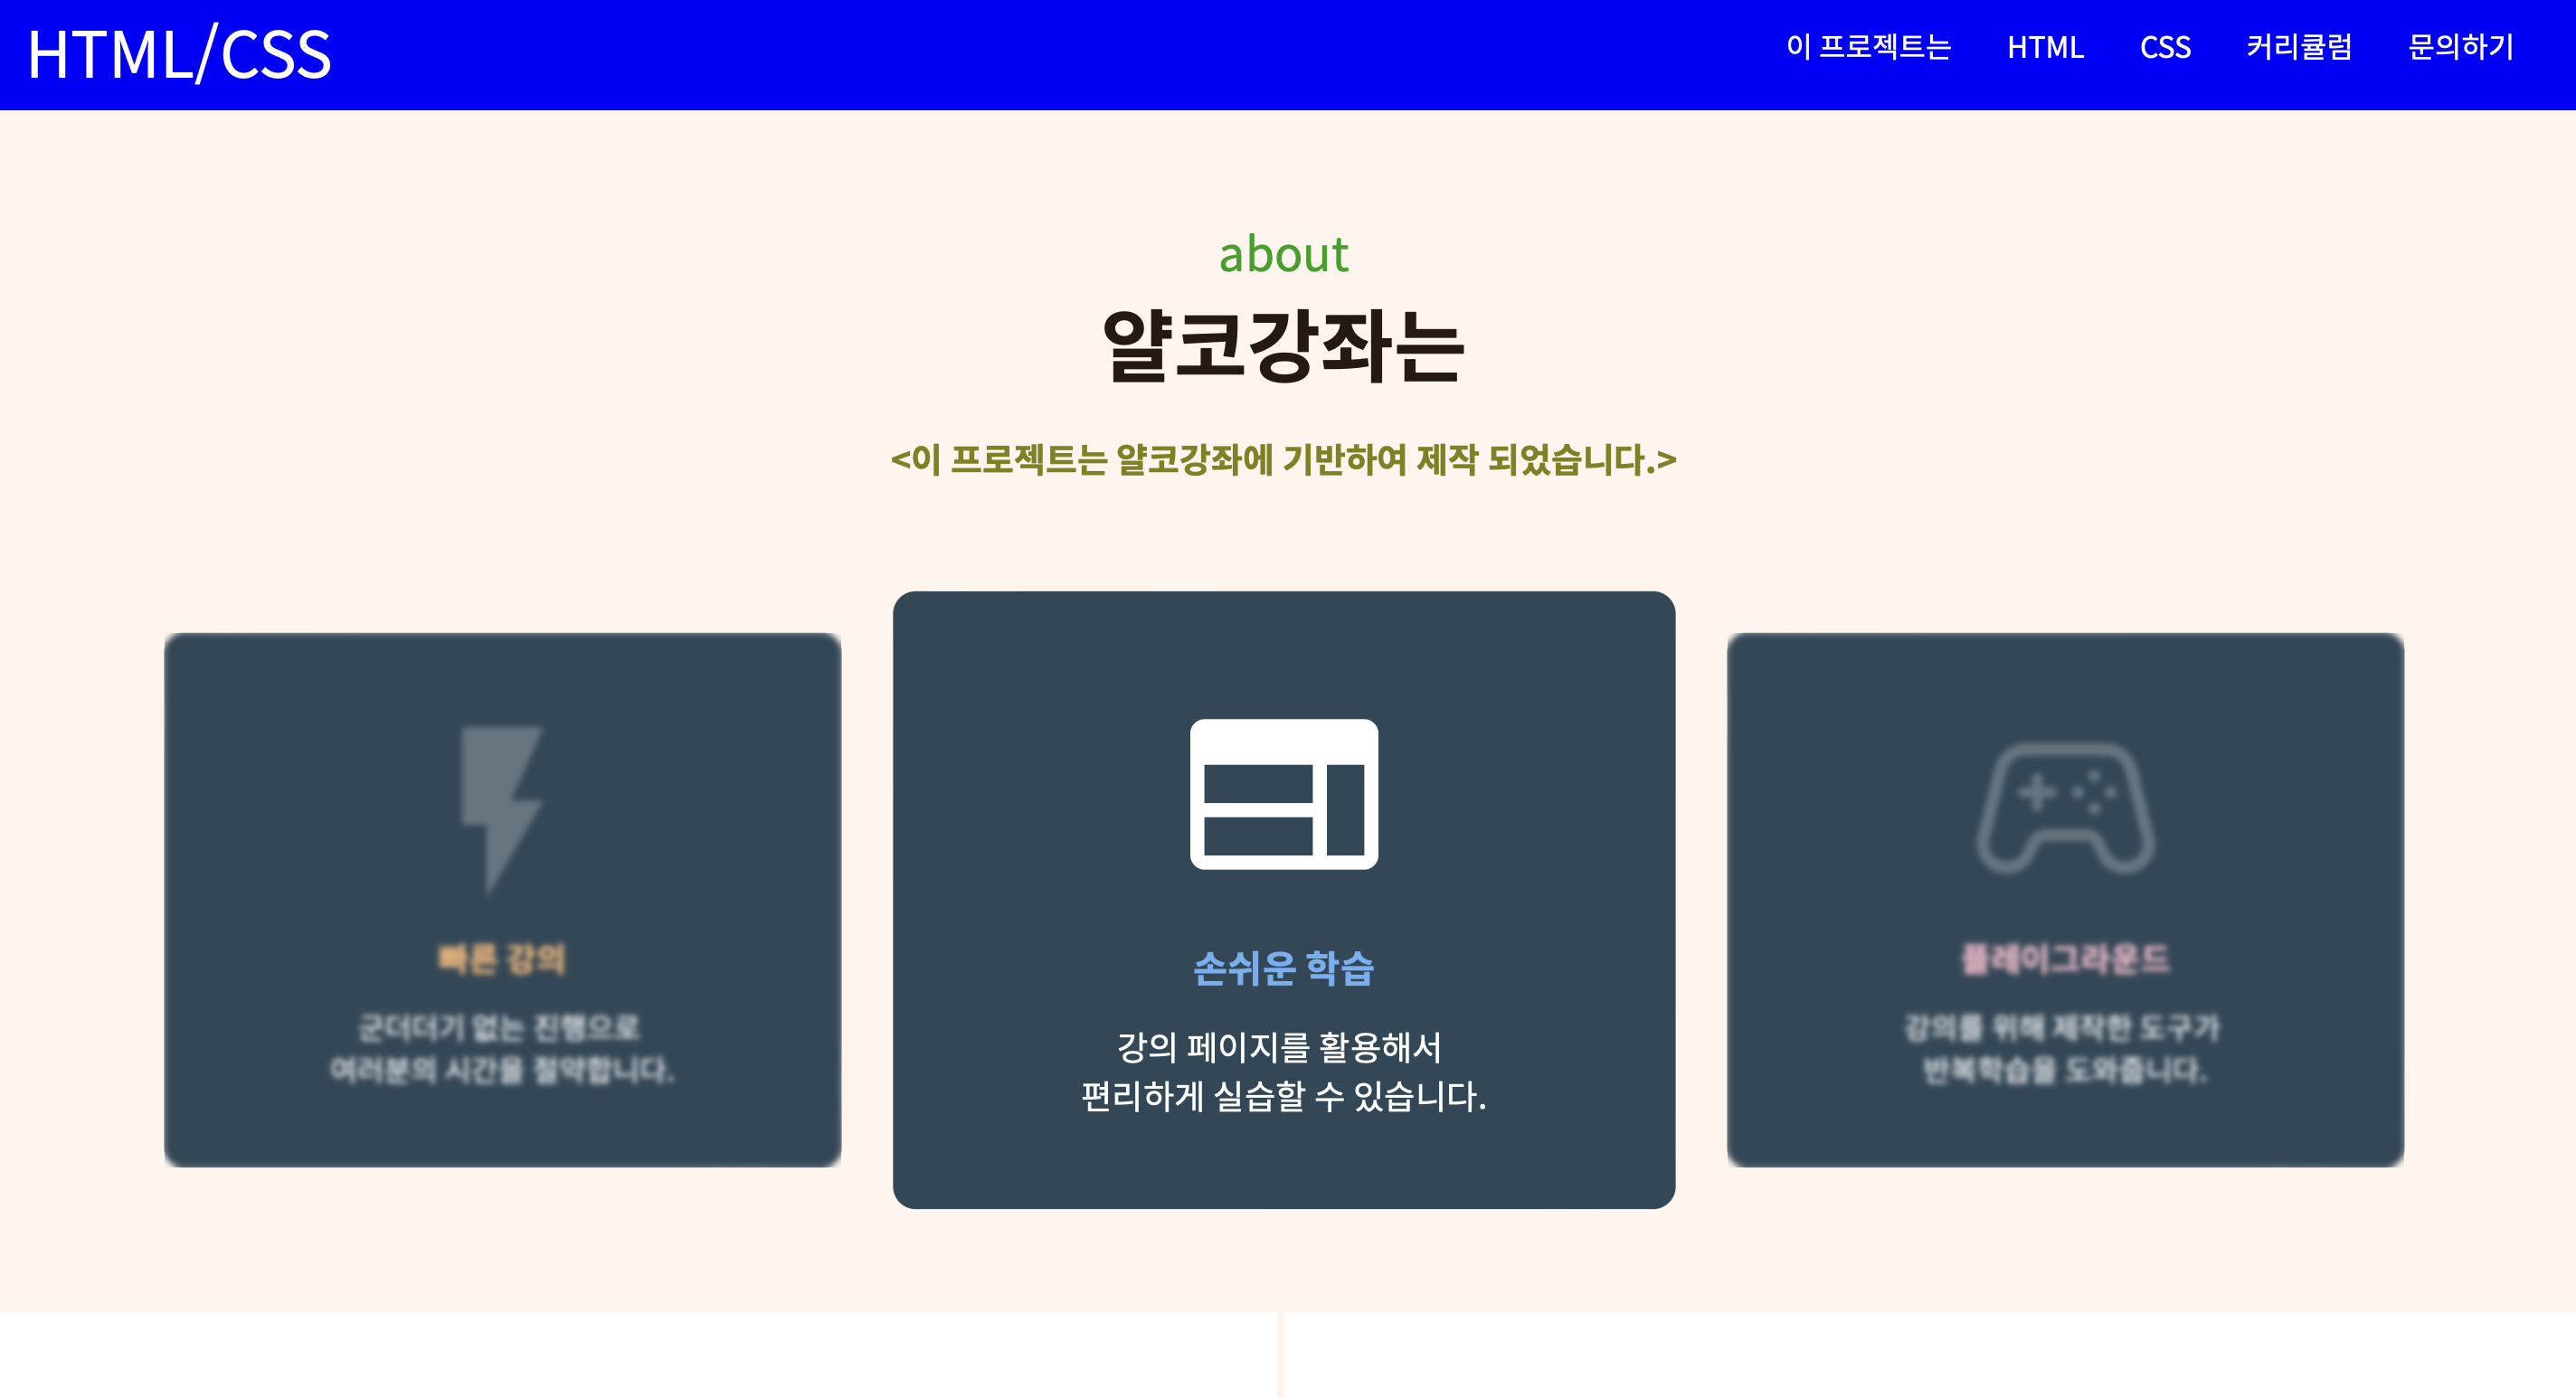 HTML/CSS
이 프로젝트는 HTML CSS 커리큘럼 문의하기
about
얄코강좌는
<이 프로젝트는 얄코강좌에 기반하여 제작 되었습니다.>
빠른 강의
군더더기 없는 진행으로
여러분의 시간을 절약합니다.
손쉬운 학습
강의 페이지를 활용해서
편리하게 실습할 수 있습니다.
플레이그라운드
강의를 위해 제작한 도구가
반복학습을 도와줍니다.